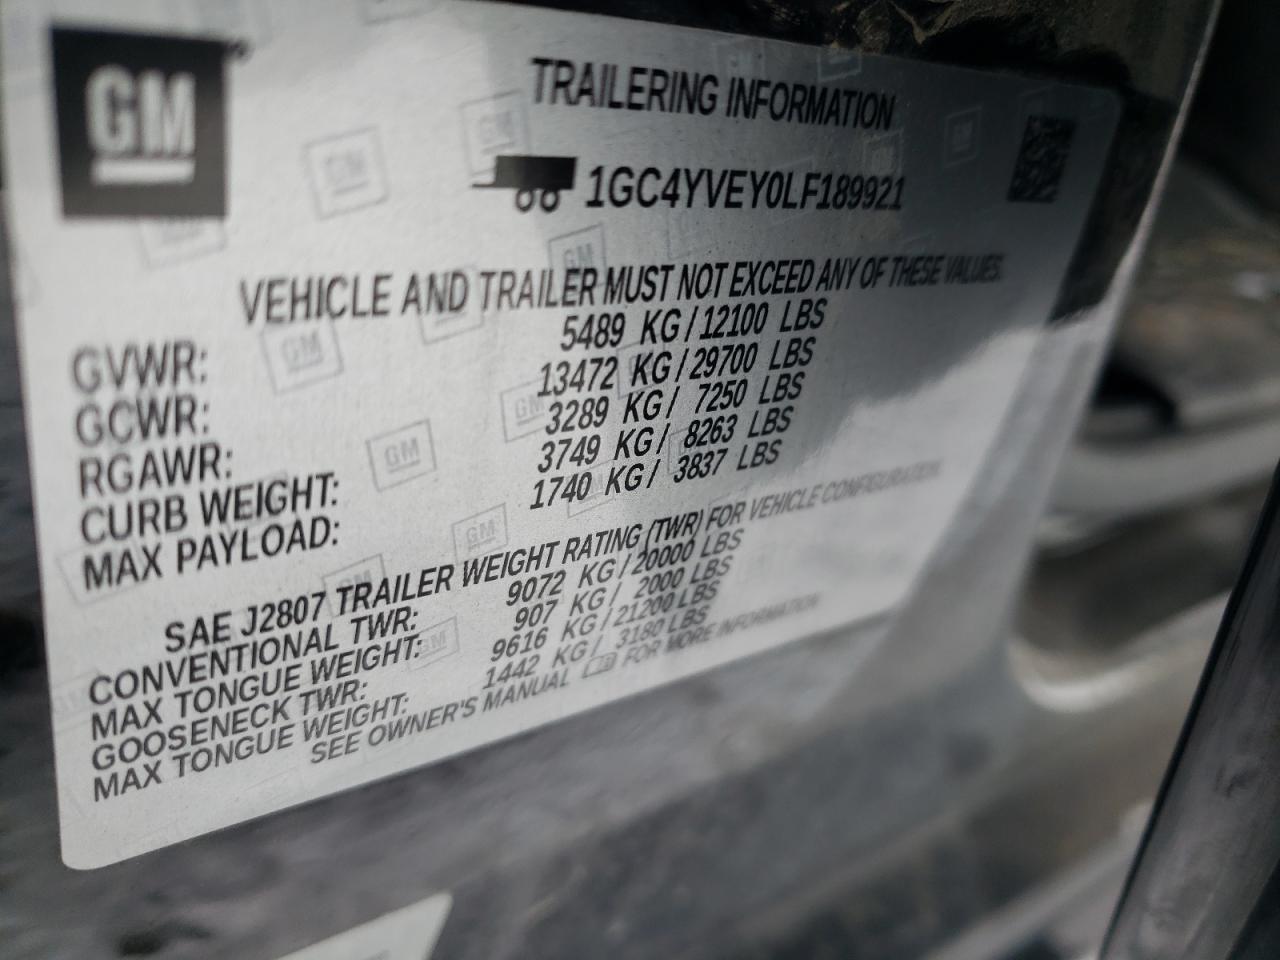 GM
TRAILERING INFORMATION
1GC4YVEY0LF189921
VEHICLE AND TRAILER MUST NOT EXCEED ANY OF THESE VALUES.
GVWR: 5489 KG/12100 LBS
GCWR: 13472 KG/29700 LBS
RGAWR: 3289 KG/ 7250 LBS
CURB WEIGHT: 3749 KG/ 8263 LBS
MAX PAYLOAD: 1740 KG/ 3837 LBS
SAE J2807 TRAILER WEIGHT RATING (TWR) FOR VEHICLE CONFIGURATION.
CONVENTIONAL TWR: 9072 KG/20000 LBS
MAX TONGUE WEIGHT: 907 KG/ 2000 LBS
GOOSENECK TWR: 9616 KG/21200 LBS
MAX TONGUE WEIGHT: 1442 KG/ 3180 LBS
SEE OWNER'S MANUAL FOR MORE INFORMATION